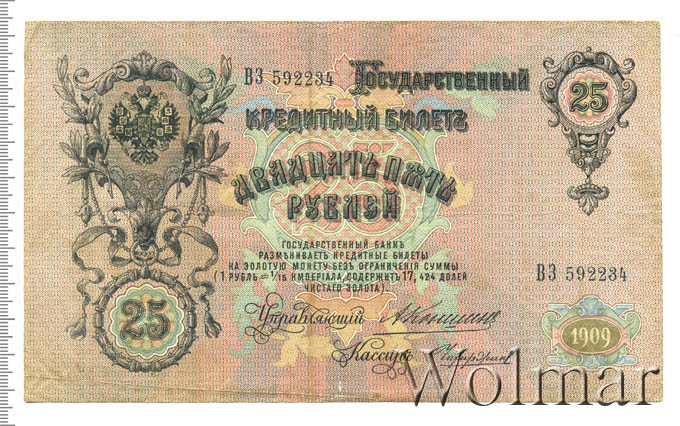 ВЗ 592234
Государственный
25
Кредитный билетъ
Двадцать пять
рублей
Государственный банкъ
размѣниваетъ кредитные билеты
на золотую монету безъ ограниченія суммы
(1 рубль = 1/15 имперіала, содержитъ 17,424 долей
чистаго золота).
ВЗ 592234
25
Управляющій
1909
Кассиръ
Wolmar